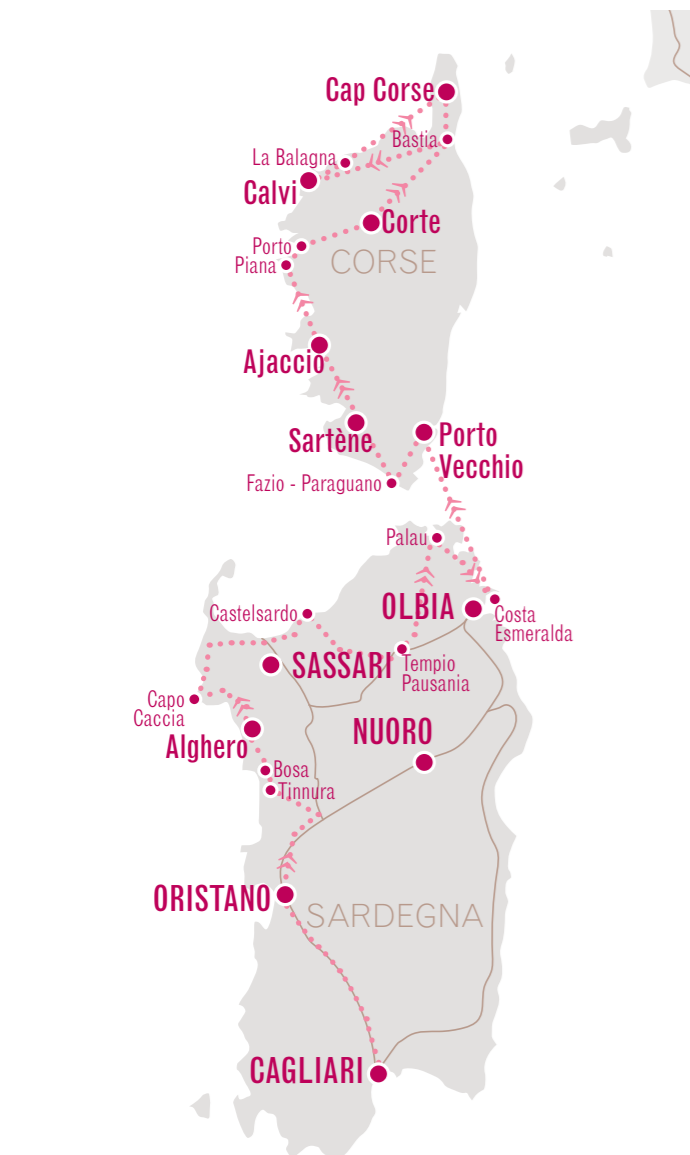 Cap Corse
Bastia
La Balagna
Calvi
Corte
Porto
Piana
CORSE
Ajaccio
Sartène
Porto
Vecchio
Fazio - Paraguano
Palau
OLBIA
Costa
Esmeralda
Castelsardo
SASSARI
Tempio
Pausania
Capo
Caccia
NUORO
Alghero
Bosa
Tinnura
ORISTANO
SARDEGNA
CAGLIARI